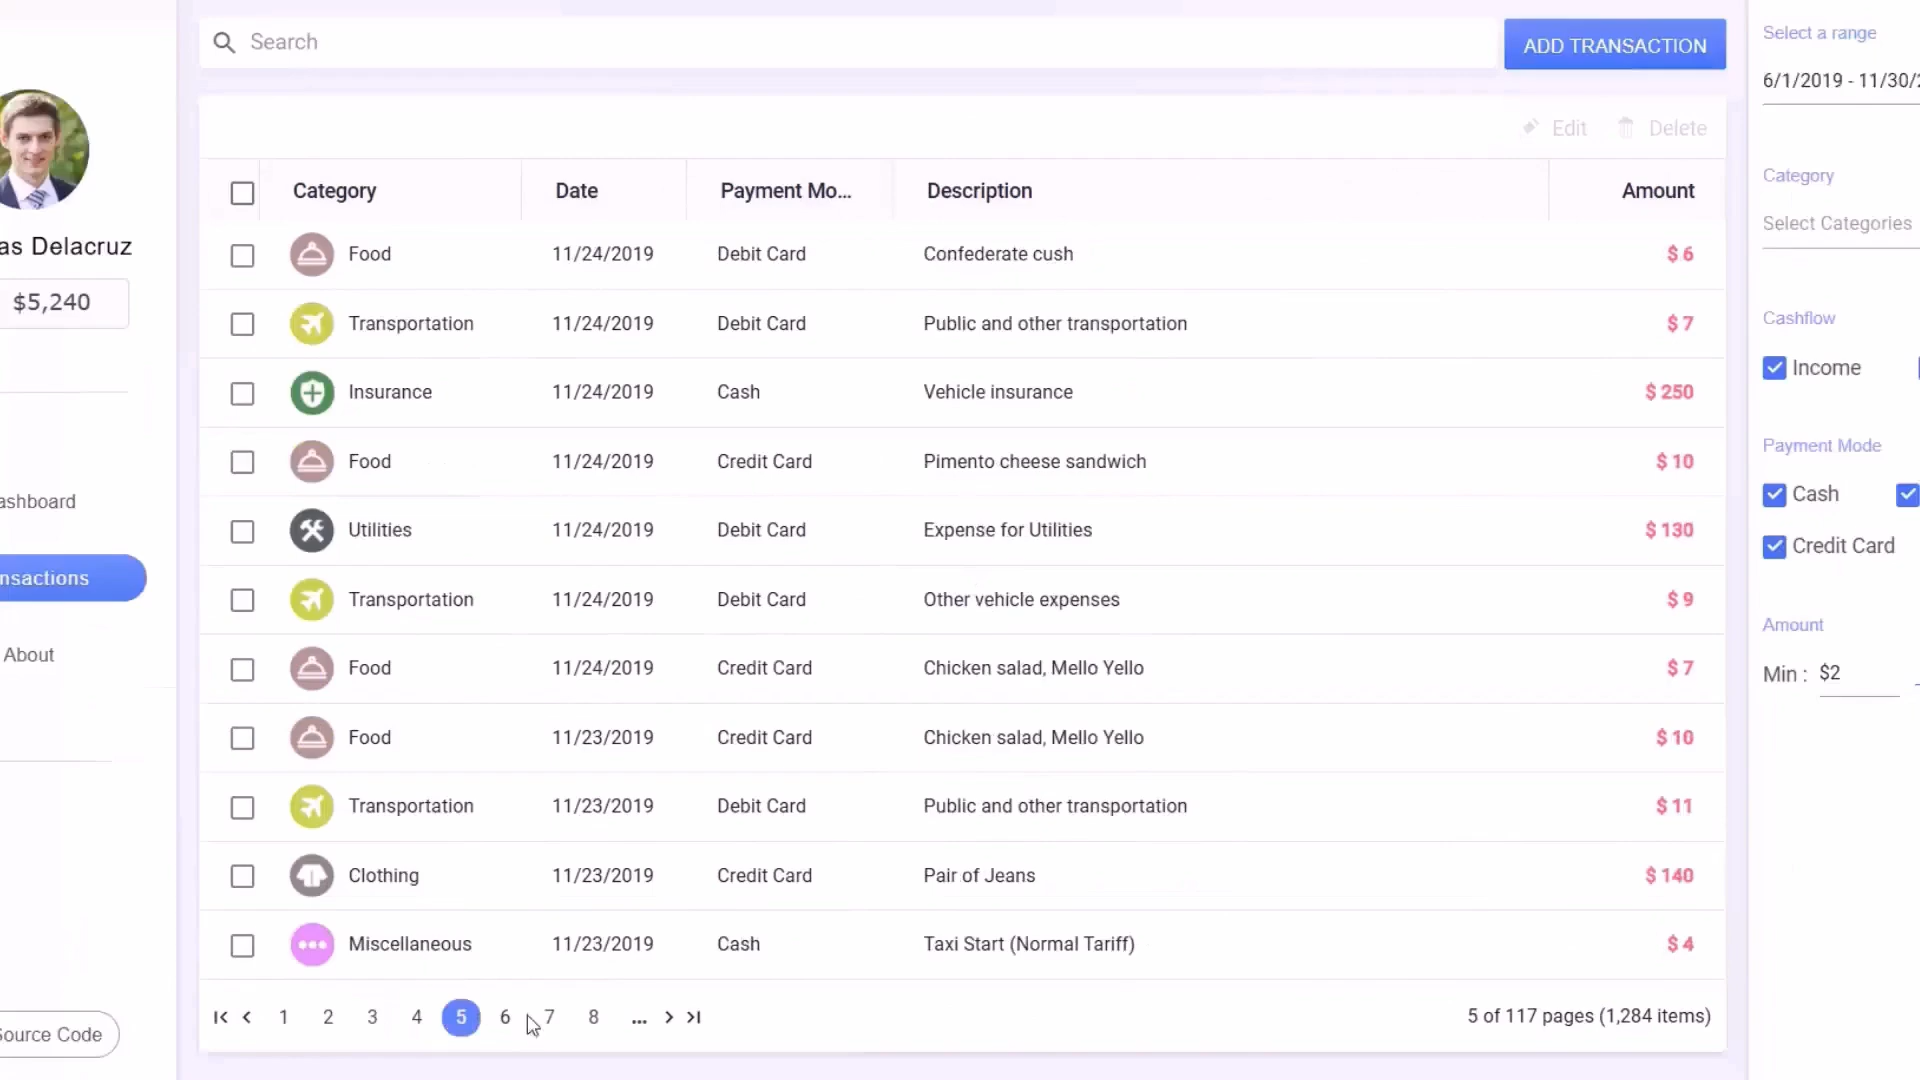 Search
ADD TRANSACTION
Select a range
6/1/2019 - 11/30/2
as Delacruz
$5,240
ashboard
nsactions
About
Source Code
Edit
Delete
Category Date Payment Mo... Description Amount
Food 11/24/2019 Debit Card Confederate cush $ 6
Transportation 11/24/2019 Debit Card Public and other transportation $ 7
Insurance 11/24/2019 Cash Vehicle insurance $ 250
Food 11/24/2019 Credit Card Pimento cheese sandwich $ 10
Utilities 11/24/2019 Debit Card Expense for Utilities $ 130
Transportation 11/24/2019 Debit Card Other vehicle expenses $ 9
Food 11/24/2019 Credit Card Chicken salad, Mello Yello $ 7
Food 11/23/2019 Credit Card Chicken salad, Mello Yello $ 10
Transportation 11/23/2019 Debit Card Public and other transportation $ 11
Clothing 11/23/2019 Credit Card Pair of Jeans $ 140
Miscellaneous 11/23/2019 Cash Taxi Start (Normal Tariff) $ 4
1 2 3 4 5 6 7 8 ...
5 of 117 pages (1,284 items)
Category
Select Categories
Cashflow
Income
Payment Mode
Cash
Credit Card
Amount
Min : $2